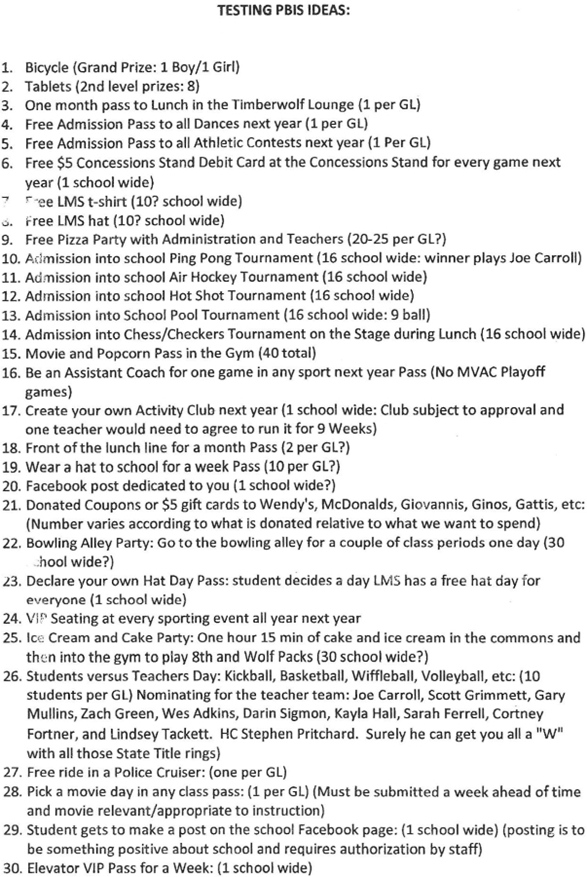 TESTING PBIS IDEAS:
1. Bicycle (Grand Prize: 1 Boy/1 Girl)
2. Tablets (2nd level prizes: 8)
3. One month pass to Lunch in the Timberwolf Lounge (1 per GL)
4. Free Admission Pass to all Dances next year (1 per GL)
5. Free Admission Pass to all Athletic Contests next year (1 Per GL)
6. Free $5 Concessions Stand Debit Card at the Concessions Stand for every game next
year (1 school wide)
7 Free LMS t-shirt (10? school wide)
8. Free LMS hat (10? school wide)
9. Free Pizza Party with Administration and Teachers (20-25 per GL?)
10. Admission into school Ping Pong Tournament (16 school wide: winner plays Joe Carroll)
11. Admission into school Air Hockey Tournament (16 school wide)
12. Admission into school Hot Shot Tournament (16 school wide)
13. Admission into School Pool Tournament (16 school wide: 9 ball)
14. Admission into Chess/Checkers Tournament on the Stage during Lunch (16 school wide)
15. Movie and Popcorn Pass in the Gym (40 total)
16. Be an Assistant Coach for one game in any sport next year Pass (No MVAC Playoff
games)
17. Create your own Activity Club next year (1 school wide: Club subject to approval and
one teacher would need to agree to run it for 9 Weeks)
18. Front of the lunch line for a month Pass (2 per GL?)
19. Wear a hat to school for a week Pass (10 per GL?)
20. Facebook post dedicated to you (1 school wide?)
21. Donated Coupons or $5 gift cards to Wendy's, McDonalds, Giovannis, Ginos, Gattis, etc:
(Number varies according to what is donated relative to what we want to spend)
22. Bowling Alley Party: Go to the bowling alley for a couple of class periods one day (30
school wide?)
23. Declare your own Hat Day Pass: student decides a day LMS has a free hat day for
everyone (1 school wide)
24. VIP Seating at every sporting event all year next year
25. Ice Cream and Cake Party: One hour 15 min of cake and ice cream in the commons and
then into the gym to play 8th and Wolf Packs (30 school wide?)
26. Students versus Teachers Day: Kickball, Basketball, Wiffleball, Volleyball, etc: (10
students per GL) Nominating for the teacher team: Joe Carroll, Scott Grimmett, Gary
Mullins, Zach Green, Wes Adkins, Darin Sigmon, Kayla Hall, Sarah Ferrell, Cortney
Fortner, and Lindsey Tackett. HC Stephen Pritchard. Surely he can get you all a "W"
with all those State Title rings)
27. Free ride in a Police Cruiser: (one per GL)
28. Pick a movie day in any class pass: (1 per GL) (Must be submitted a week ahead of time
and movie relevant/appropriate to instruction)
29. Student gets to make a post on the school Facebook page: (1 school wide) (posting is to
be something positive about school and requires authorization by staff)
30. Elevator VIP Pass for a Week: (1 school wide)